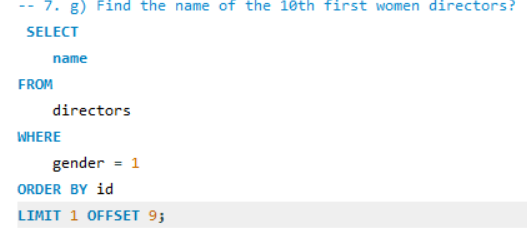 -- 7. g) Find the name of the 10th first women directors?
SELECT
name
FROM
directors
WHERE
gender = 1
ORDER BY id
LIMIT 1 OFFSET 9;